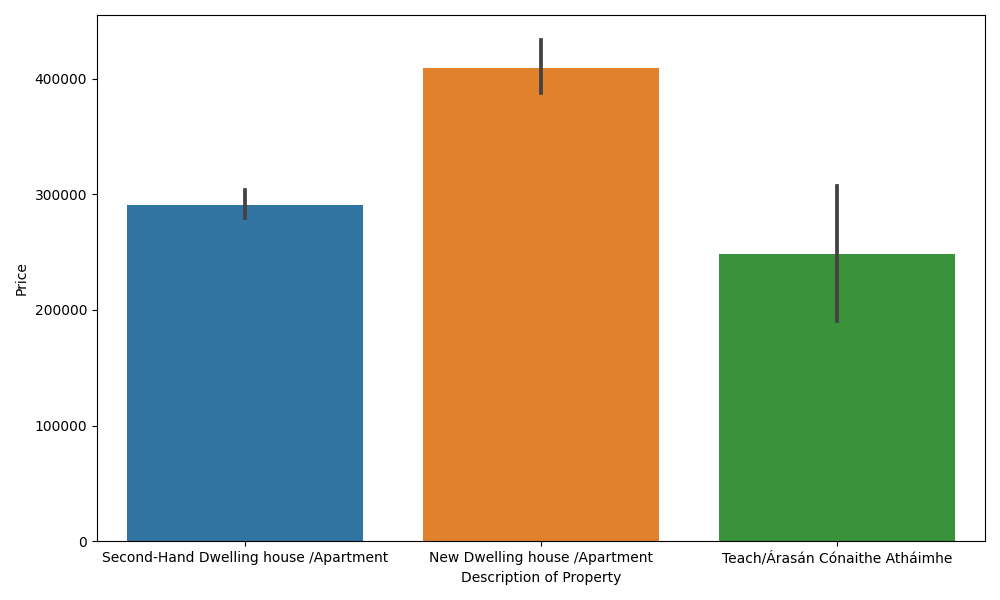 400000
300000
200000
100000
0
Price
Second-Hand Dwelling house /Apartment
New Dwelling house /Apartment
Teach/Árasán Cónaithe Atháimhe
Description of Property